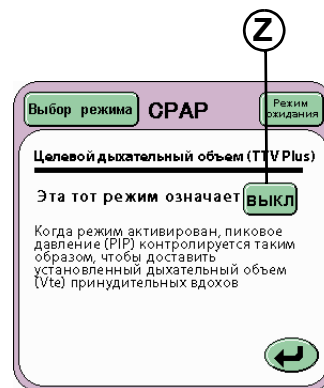 Z
Выбор режима CPAP Режим ожидания
Целевой дыхательный объем (TTV Plus)
Эта тот режим означает ВЫКЛ
Когда режим активирован, пиковое
давление (PIP) контролируется таким
образом, чтобы доставить
установленный дыхательный объем
(Vte) принудительных вдохов